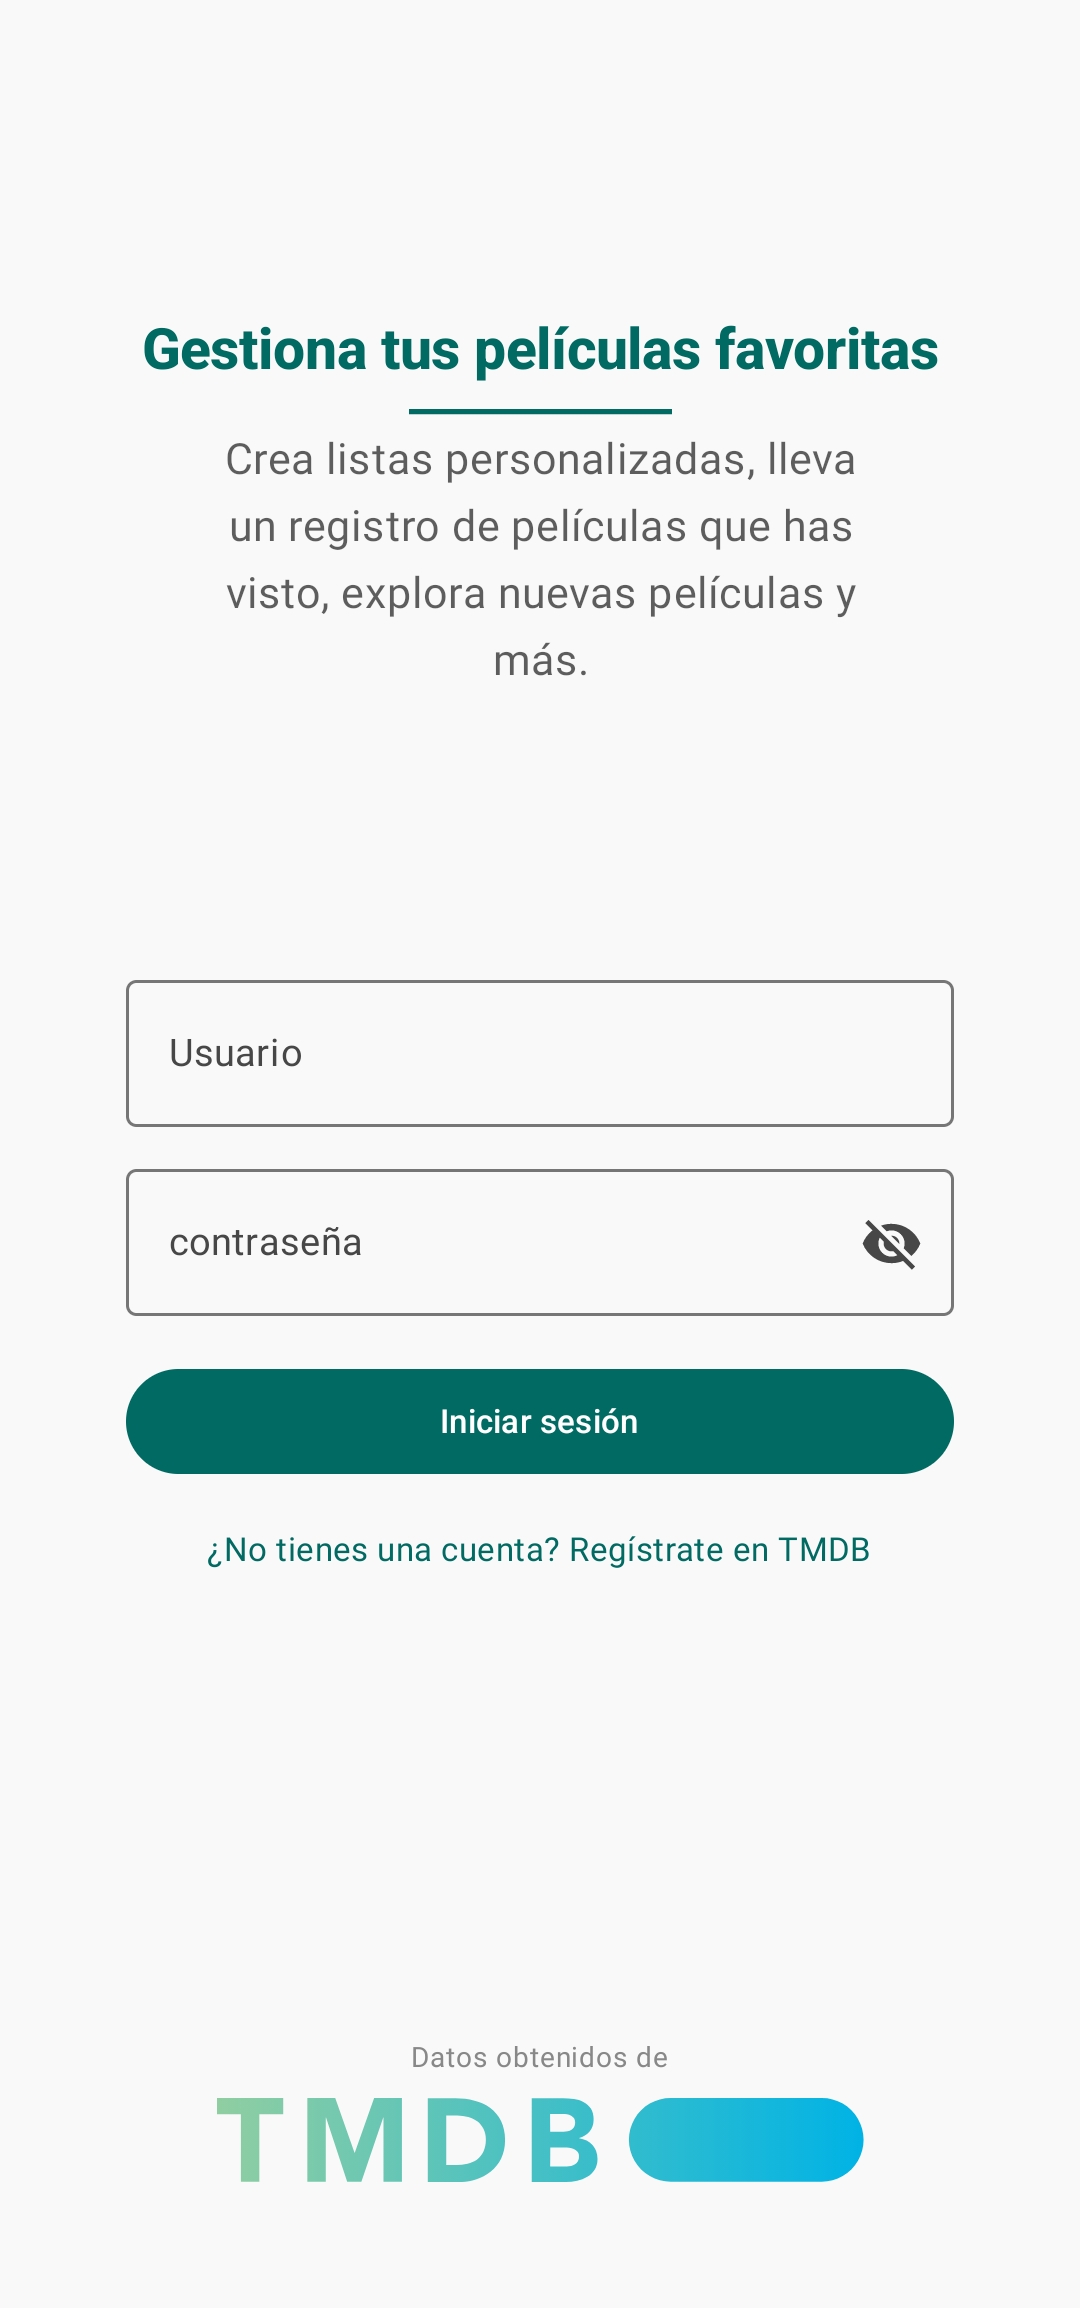 Gestiona tus películas favoritas
Crea listas personalizadas, lleva
un registro de películas que has
visto, explora nuevas películas y
más.
Usuario
contraseña
Iniciar sesión
¿No tienes una cuenta? Regístrate en TMDB
Datos obtenidos de
TMDB